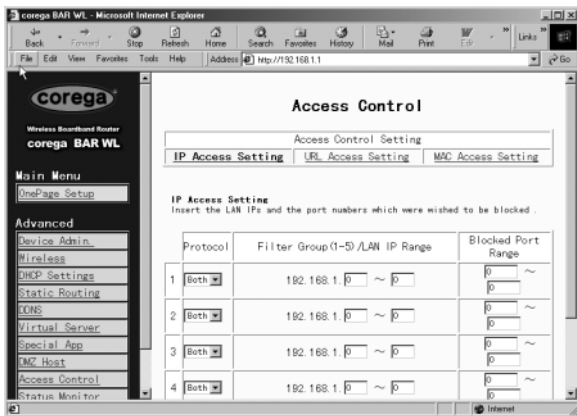 corega BAR WL - Microsoft Internet Explorer
Back Forward Stop Refresh Home Search Favorites History Mail Print Edit » Links »
File Edit View Favorites Tools Help Address http://192.168.1.1 Go
corega
Wireless Boardband Router
corega BAR WL
Main Menu
OnePage Setup
Advanced
Device Admin.
Wireless
DHCP Settings
Static Routing
DDNS
Virtual Server
Special App
DMZ Host
Access Control
Status Monitor
Access Control
Access Control Setting
IP Access Setting URL Access Setting MAC Access Setting
IP Access Setting
Insert the LAN IPs and the port numbers which were wished to be blocked .
Protocol Filter Group(1-5)/LAN IP Range Blocked Port Range
1 Both 192.168.1. 0 ~ 0 0 ~ 0
2 Both 192.168.1. 0 ~ 0 0 ~ 0
3 Both 192.168.1. 0 ~ 0 0 ~ 0
4 Both 192.168.1. 0 ~ 0 0 ~
Internet